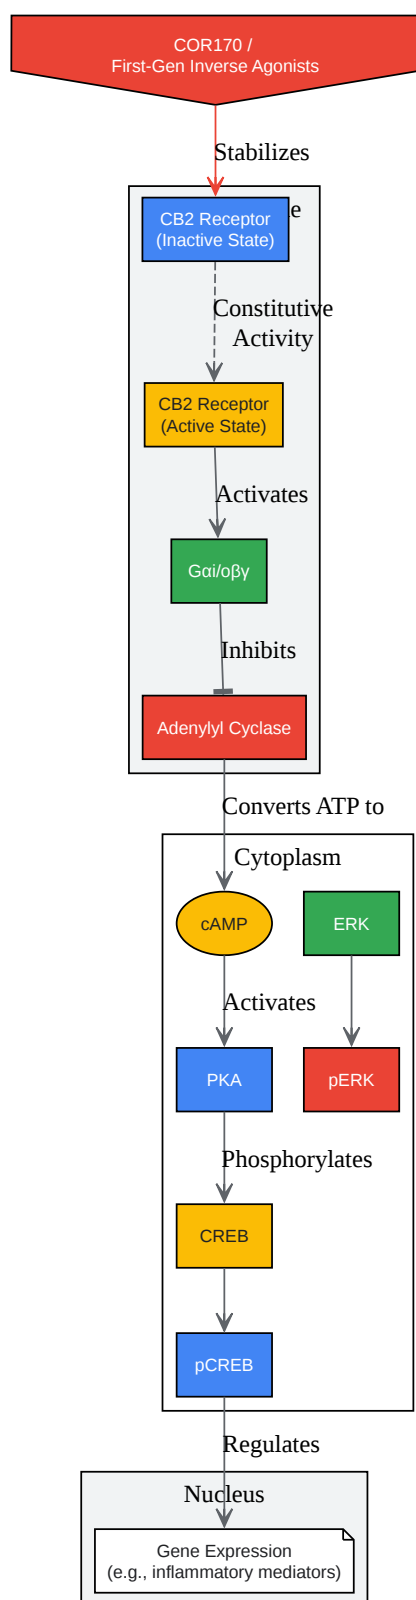 COR170 /
First-Gen Inverse Agonists
Stabilizes
CB2 Receptor
(Inactive State)
Constitutive
Activity
CB2 Receptor
(Active State)
Activates
Gαi/oβγ
Inhibits
Adenylyl Cyclase
Converts ATP to
Cytoplasm
cAMP
ERK
Activates
PKA
pERK
Phosphorylates
CREB
pCREB
Regulates
Nucleus
Gene Expression
(e.g., inflammatory mediators)